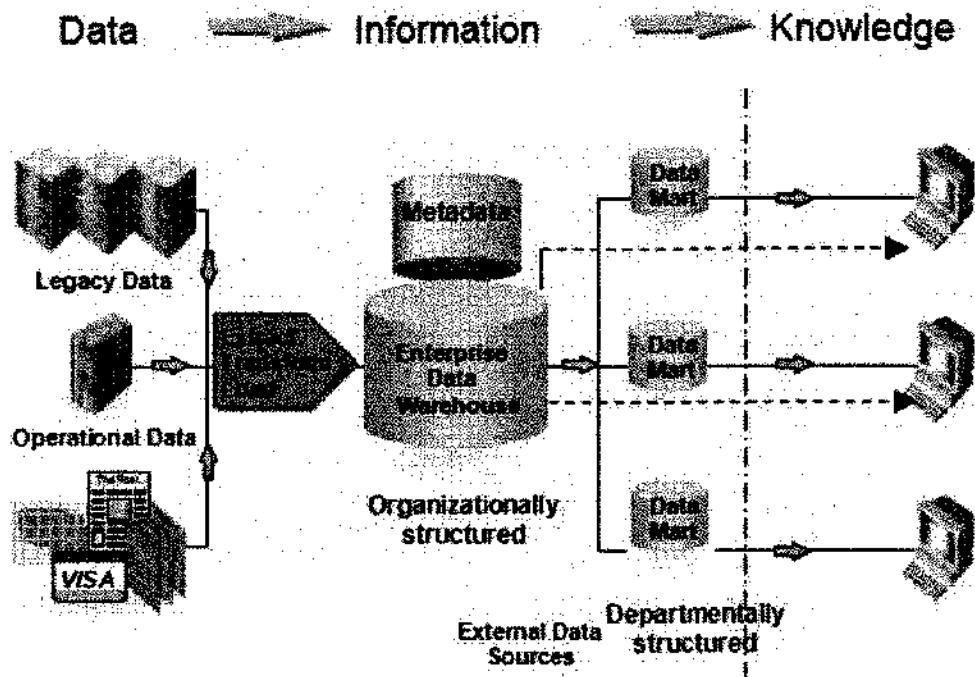 Data
Information
Knowledge
Legacy Data
Operational Data
VISA
Metadata
Enterprise
Data
Warehouse
Organizationally
structured
Data
Mart
Data
Mart
Data
Mart
External Data
Sources
Departmentally
structured